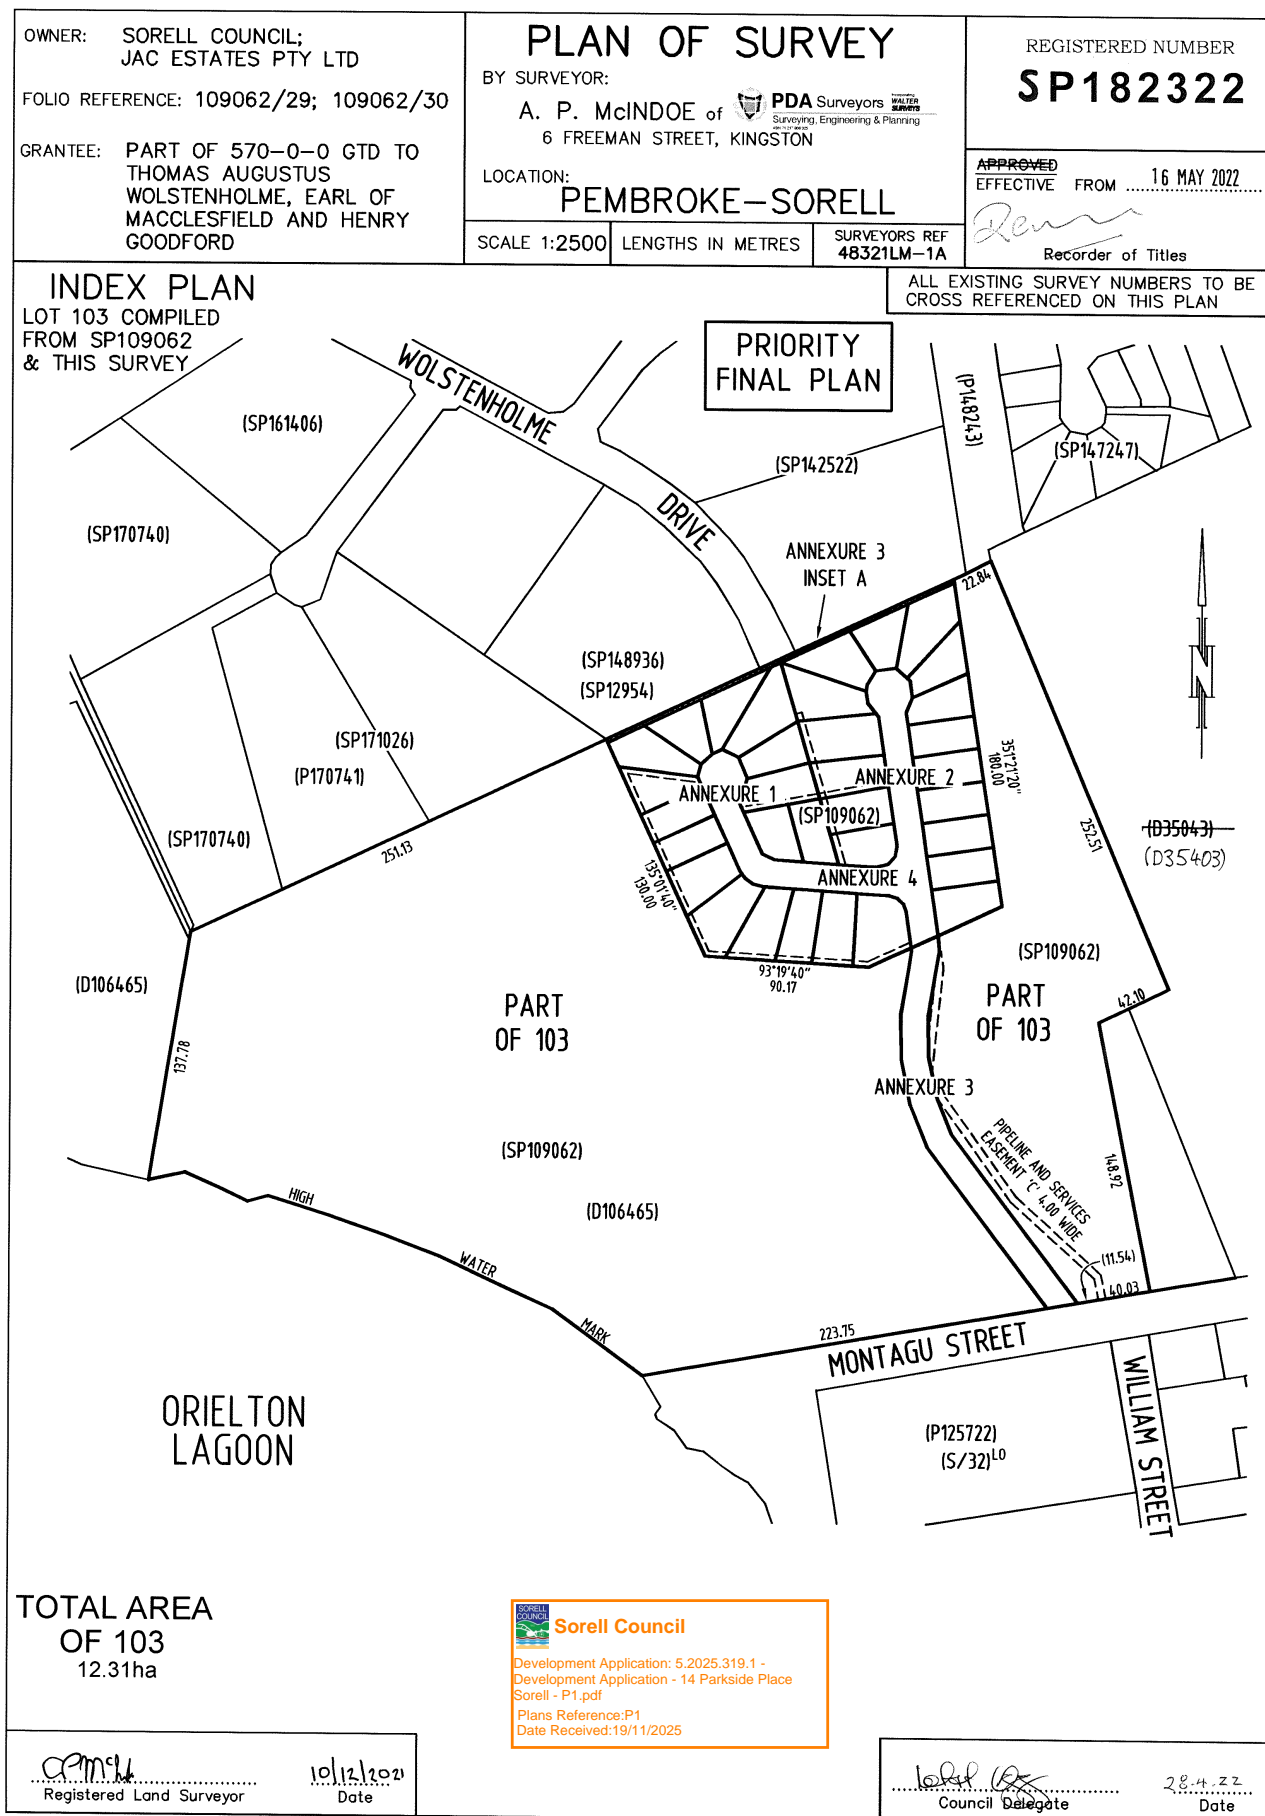 OWNER: SORELL COUNCIL;
JAC ESTATES PTY LTD
FOLIO REFERENCE: 109062/29; 109062/30
GRANTEE: PART OF 570-0-0 GTD TO
THOMAS AUGUSTUS
WOLSTENHOLME, EARL OF
MACCLESFIELD AND HENRY
GOODFORD
PLAN OF SURVEY
BY SURVEYOR:
A. P. McINDOE of PDA Surveyors
WALTER SURVEYS
Surveying, Engineering & Planning
6 FREEMAN STREET, KINGSTON
LOCATION:
PEMBROKE-SORELL
SCALE 1:2500 LENGTHS IN METRES
SURVEYORS REF
48321LM-1A
REGISTERED NUMBER
SP182322
APPROVED
EFFECTIVE FROM 16 MAY 2022
Recorder of Titles
ALL EXISTING SURVEY NUMBERS TO BE
CROSS REFERENCED ON THIS PLAN
INDEX PLAN
LOT 103 COMPILED
FROM SP109062
& THIS SURVEY
PRIORITY
FINAL PLAN
WOLSTENHOLME
DRIVE
(SP161406)
(P148243)
(SP147247)
(SP142522)
(SP170740)
ANNEXURE 3
INSET A
22.84
N
(SP148936)
(SP12954)
(SP171026)
(P170741)
(SP170740)
251.13
ANNEXURE 1
ANNEXURE 2
(SP109062)
351°21'20"
180.00
252.51
(D35043)
(D35403)
135°01'40"
130.00
ANNEXURE 4
(SP109062)
93°19'40"
90.17
(D106465)
137.78
PART
OF 103
PART
OF 103
42.10
ANNEXURE 3
PIPELINE AND SERVICES
EASEMENT 'C' 4.00 WIDE
148.92
(SP109062)
(D106465)
HIGH
WATER
MARK
(11.54)
40.03
223.75
MONTAGU STREET
WILLIAM STREET
ORIELTON
LAGOON
(P125722)
(S/32)LO
TOTAL AREA
OF 103
12.31ha
SORELL
COUNCIL
Sorell Council
Development Application: 5.2025.319.1 -
Development Application - 14 Parkside Place
Sorell - P1.pdf
Plans Reference:P1
Date Received:19/11/2025
10/12/2021
Registered Land Surveyor Date
28.4.22
Council Delegate Date